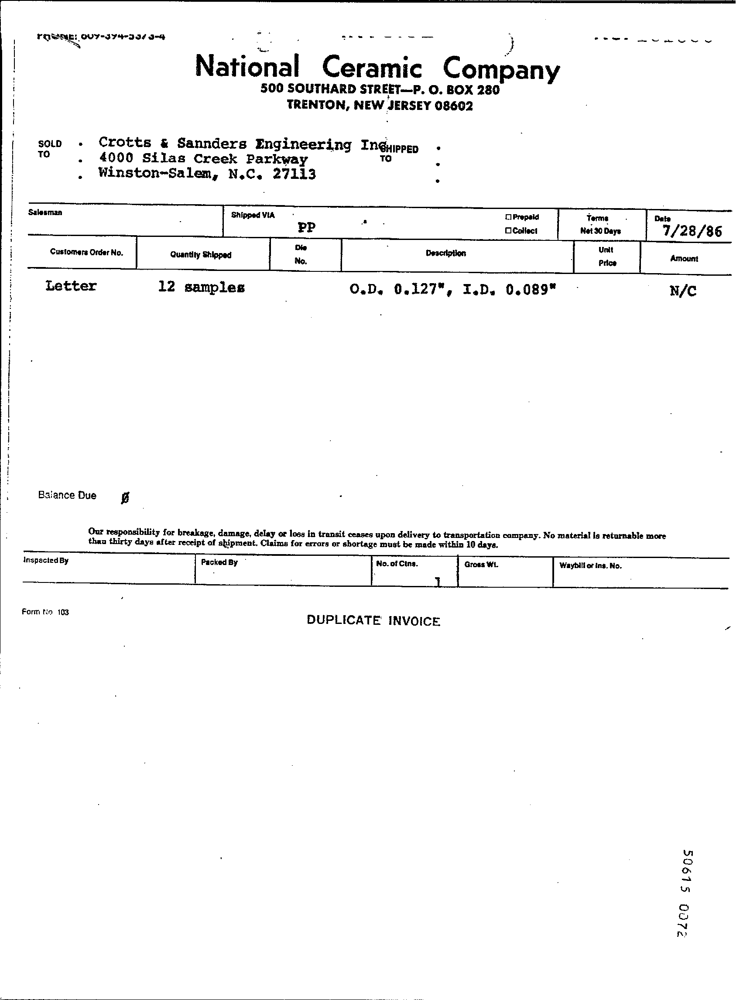 PHONE: 609-394-3373-4
National Ceramic Company
500 SOUTHARD STREET—P. O. BOX 280
TRENTON, NEW JERSEY 08602
SOLD TO
Crotts & Sannders Engineering Inc
4000 Silas Creek Parkway
Winston-Salem, N.C. 27113
SHIPPED TO
Salesman
Shipped VIA
PP
☐ Prepaid
☐ Collect
Terms
Net 30 Days
Date
7/28/86
Customers Order No. Quantity Shipped Die No. Description Unit Price Amount
Letter 12 samples O.D. 0.127", I.D. 0.089" N/C
Balance Due Ø
Our responsibility for breakage, damage, delay or loss in transit ceases upon delivery to transportation company. No material is returnable more
than thirty days after receipt of shipment. Claims for errors or shortage must be made within 10 days.
Inspected By Packed By No. of Ctns. Gross Wt. Waybill or Ins. No.
1
Form No 103
DUPLICATE INVOICE
50615 0072